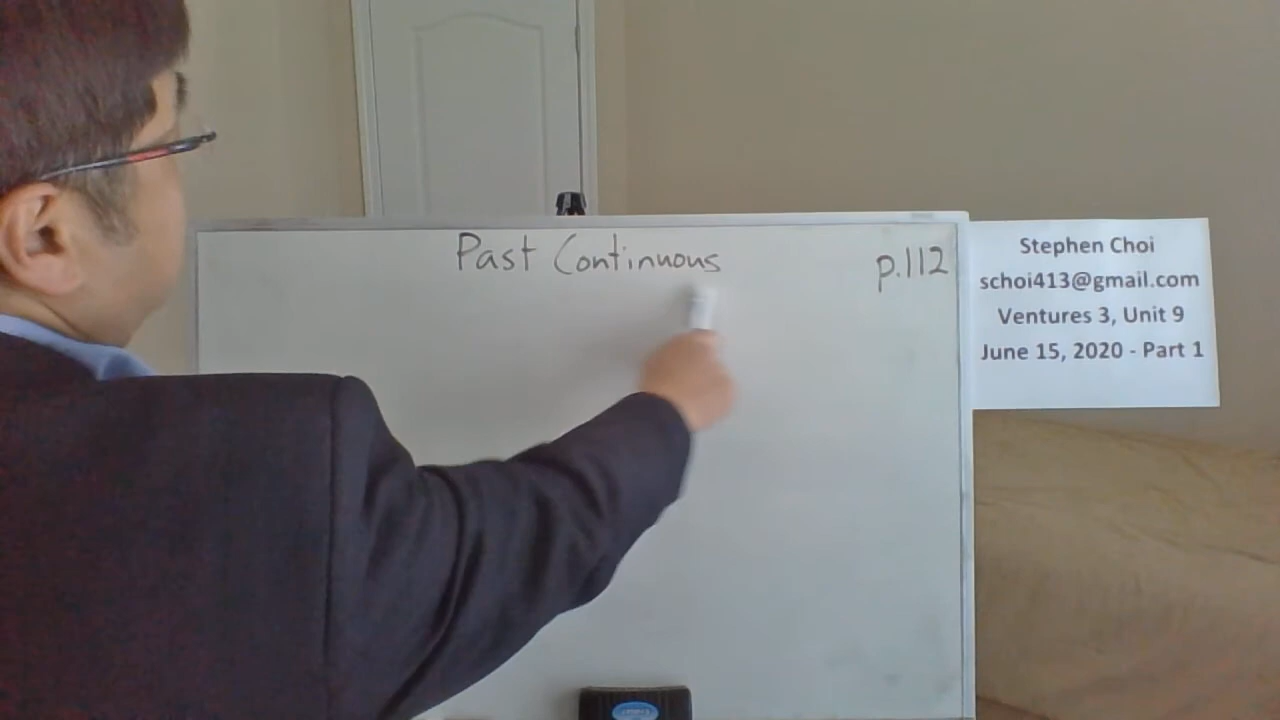 Past Continuous
p.112
Stephen Choi
schoi413@gmail.com
Ventures 3, Unit 9
June 15, 2020 - Part 1